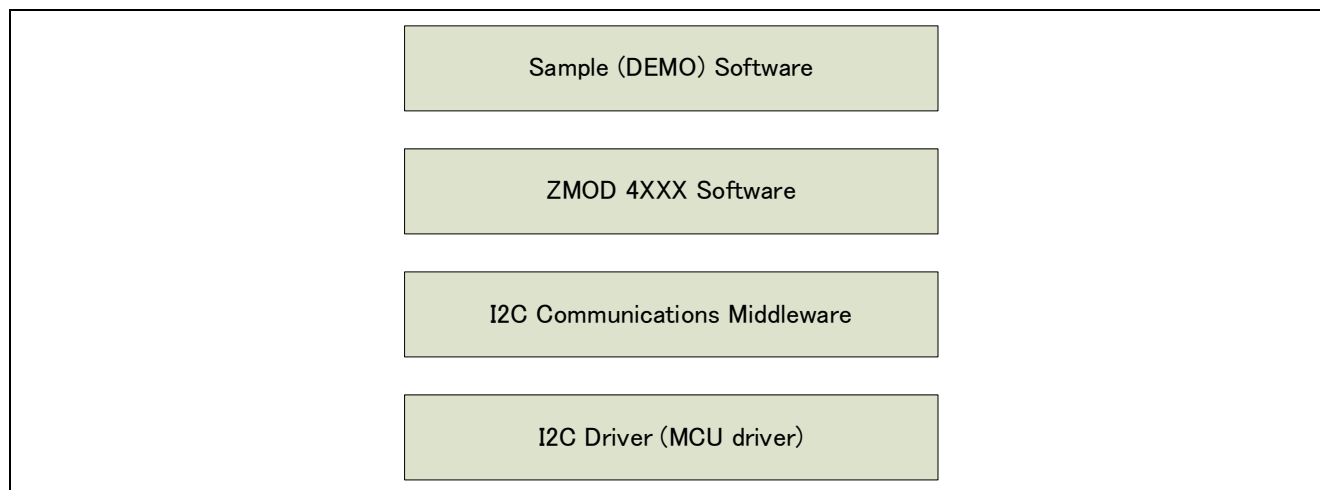 Sample (DEMO) Software
ZMOD 4XXX Software
I2C Communications Middleware
I2C Driver (MCU driver)